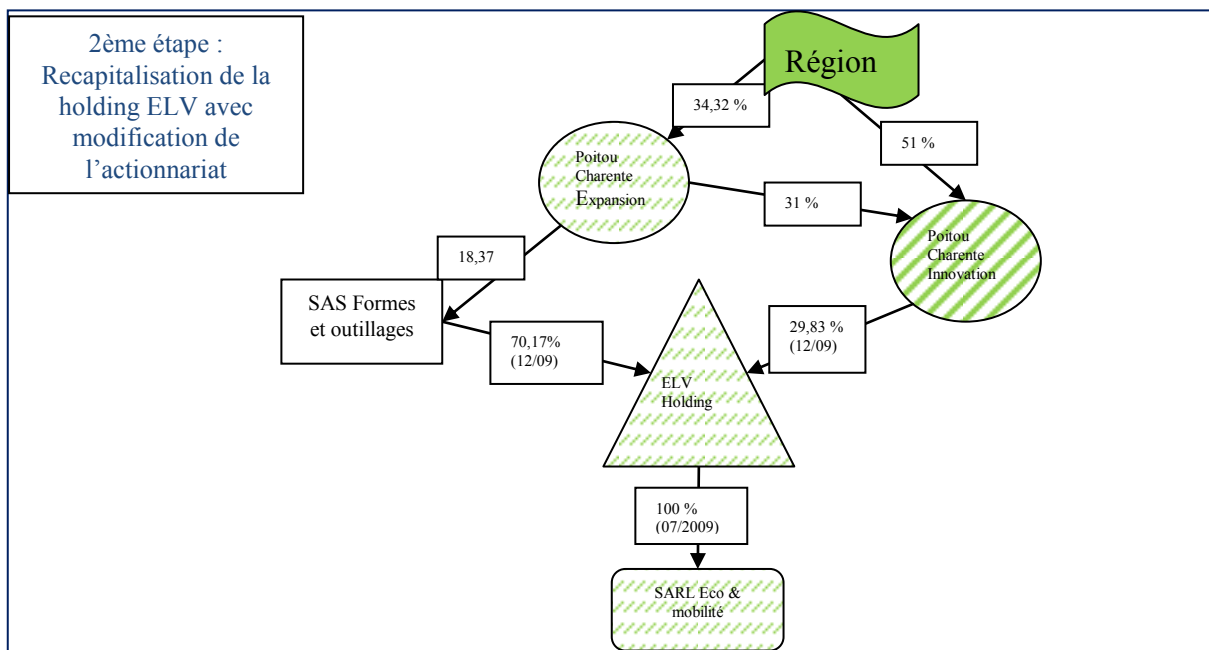 2ème étape :
Recapitalisation de la
holding ELV avec
modification de
l’actionnariat
Région
34,32 %
51 %
Poitou
Charente
Expansion
31 %
Poitou
Charente
Innovation
18,37
SAS Formes
et outillages
70,17%
(12/09)
29,83 %
(12/09)
ELV
Holding
100 %
(07/2009)
SARL Eco &
mobilité